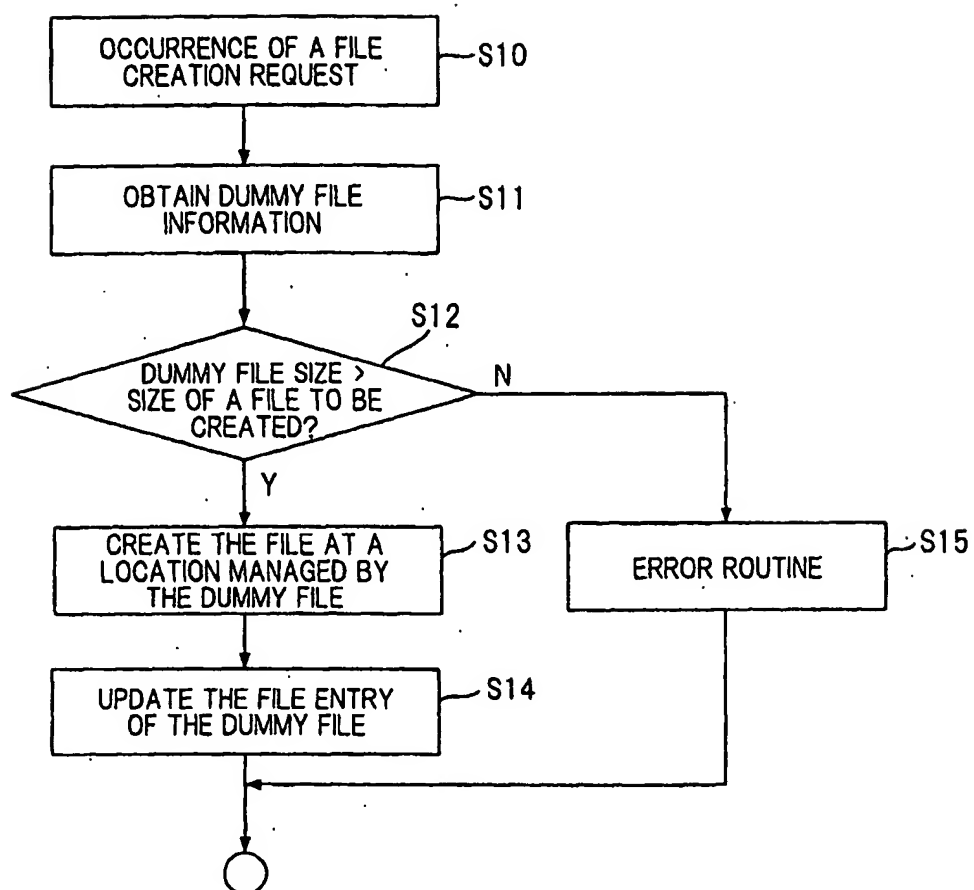 OCCURRENCE OF A FILE
CREATION REQUEST
S10
OBTAIN DUMMY FILE
INFORMATION
S11
S12
DUMMY FILE SIZE >
SIZE OF A FILE TO BE
CREATED?
N
Y
CREATE THE FILE AT A
LOCATION MANAGED BY
THE DUMMY FILE
S13
ERROR ROUTINE
S15
UPDATE THE FILE ENTRY
OF THE DUMMY FILE
S14